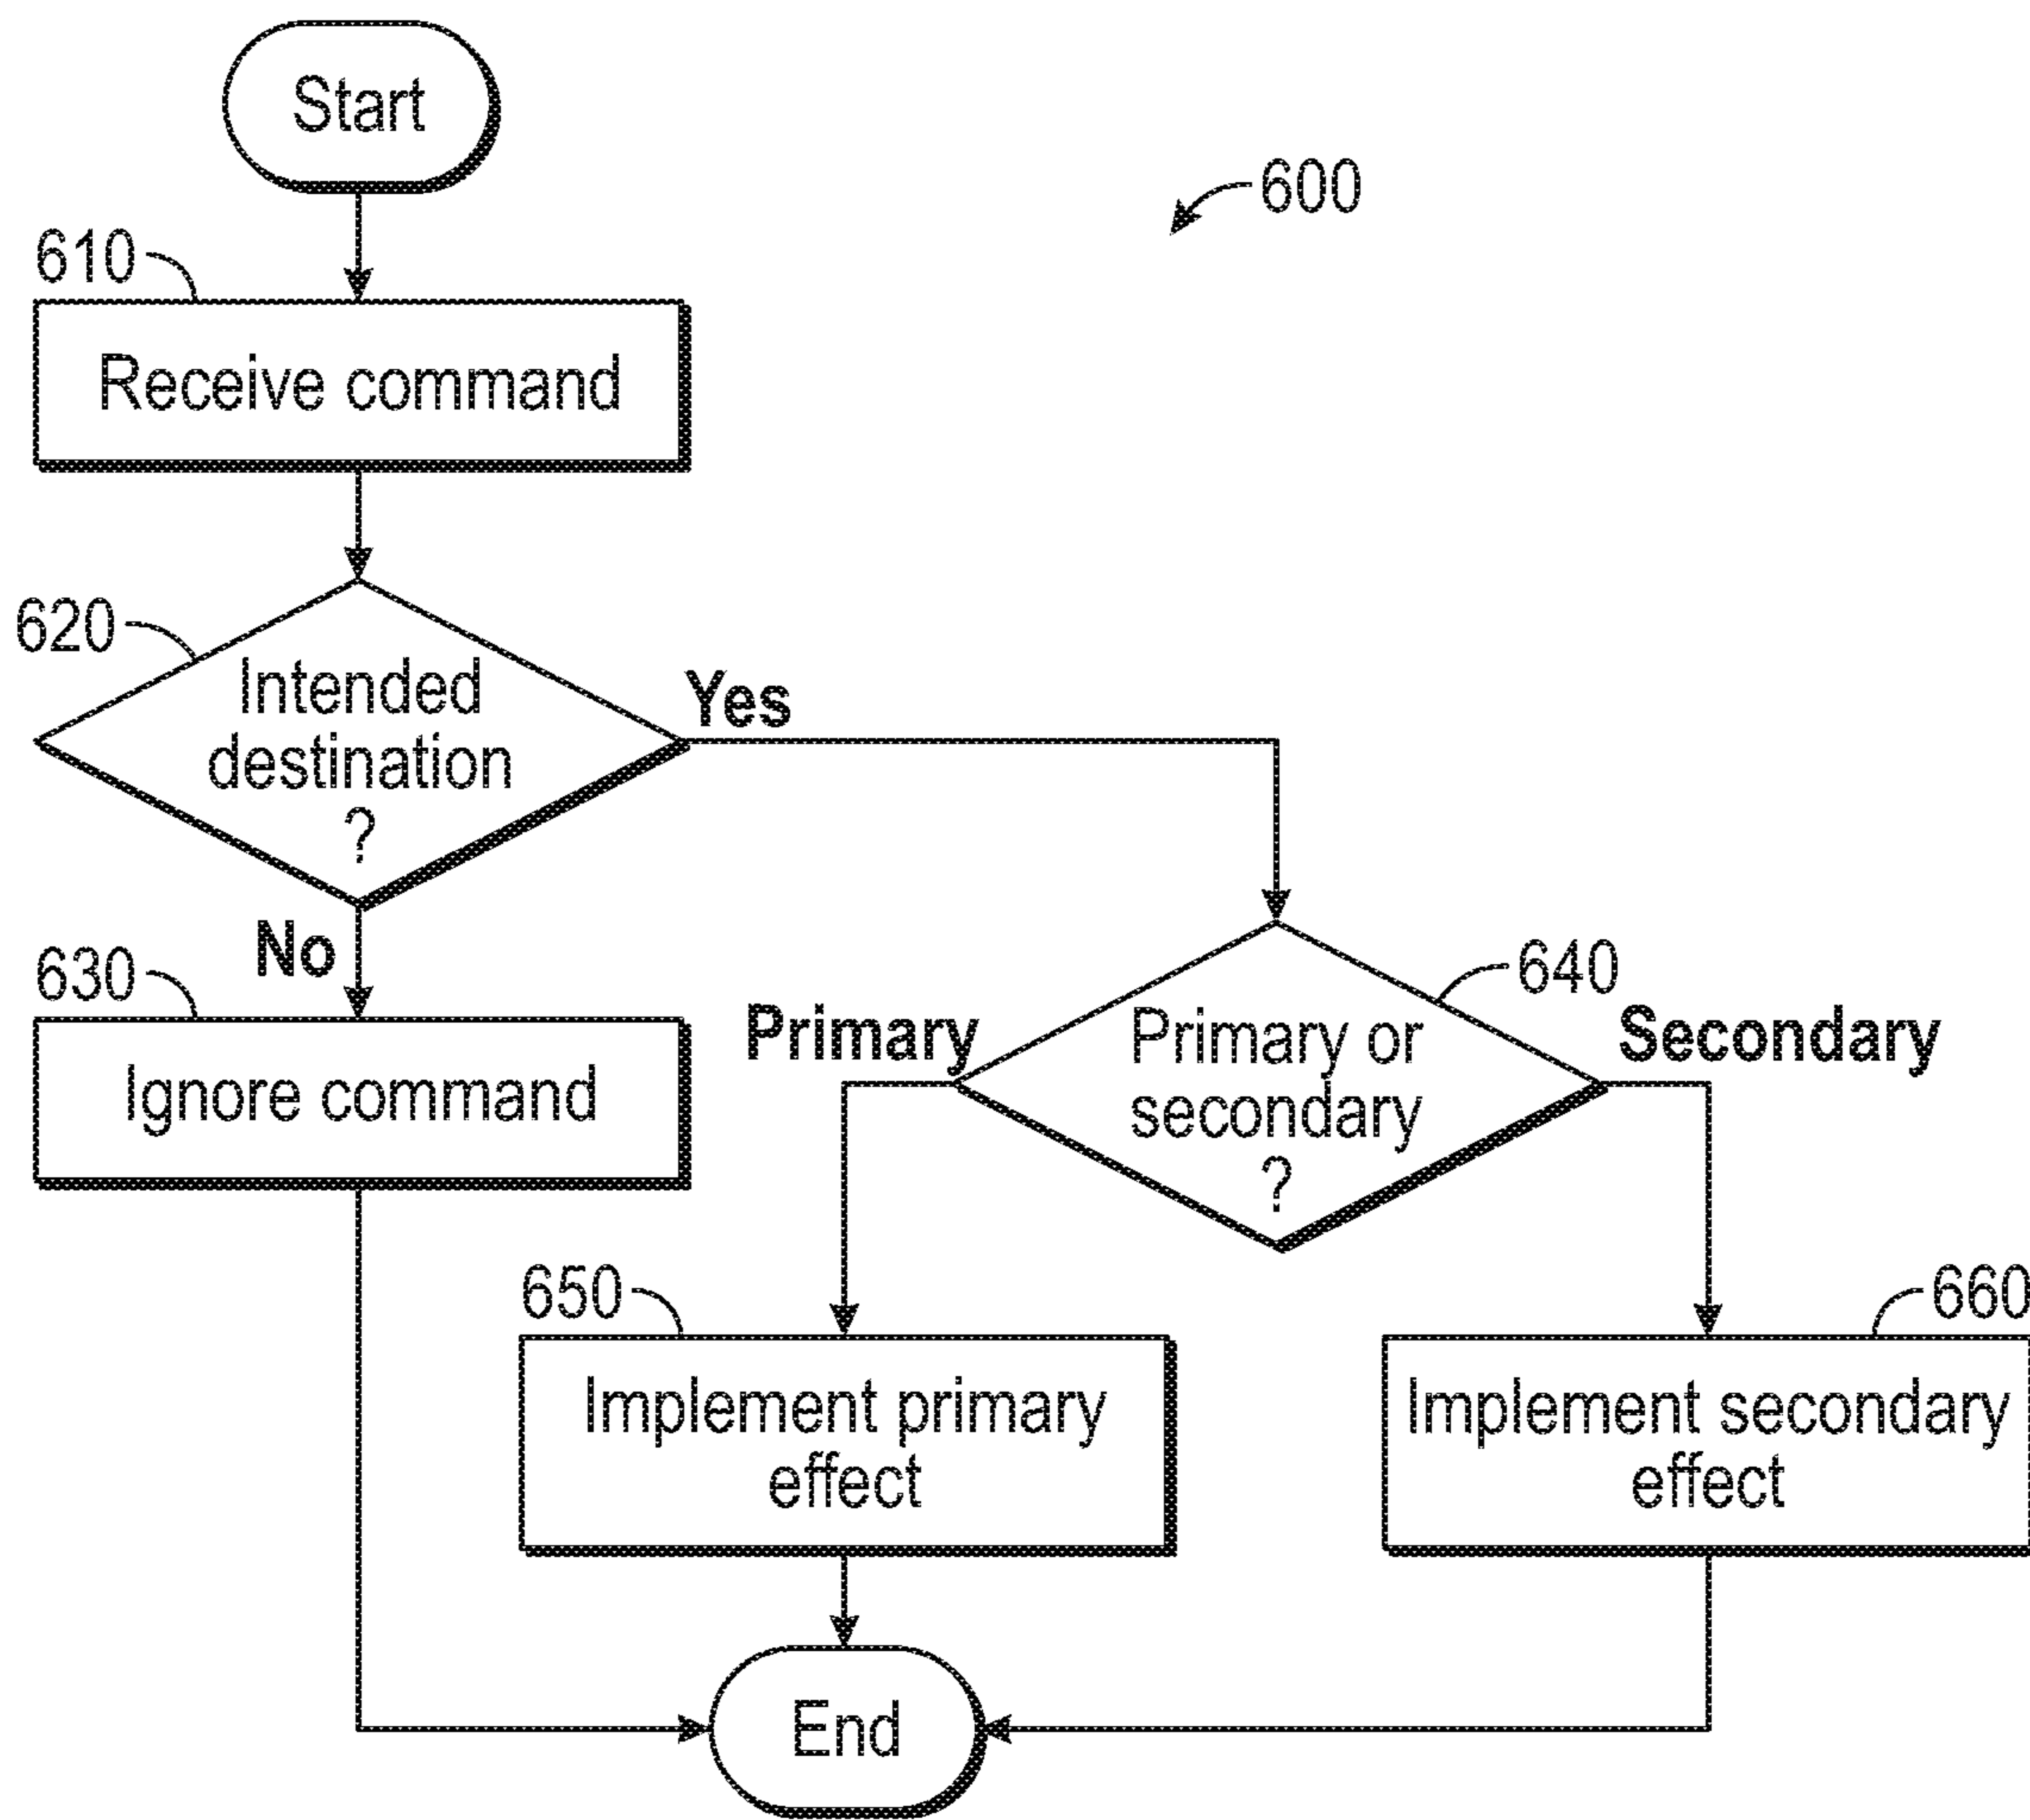 Start
600
610
Receive command
620
Intended
destination
?
Yes
No
630
Ignore command
640
Primary
Primary or
secondary
?
Secondary
650
Implement primary
effect
660
Implement secondary
effect
End